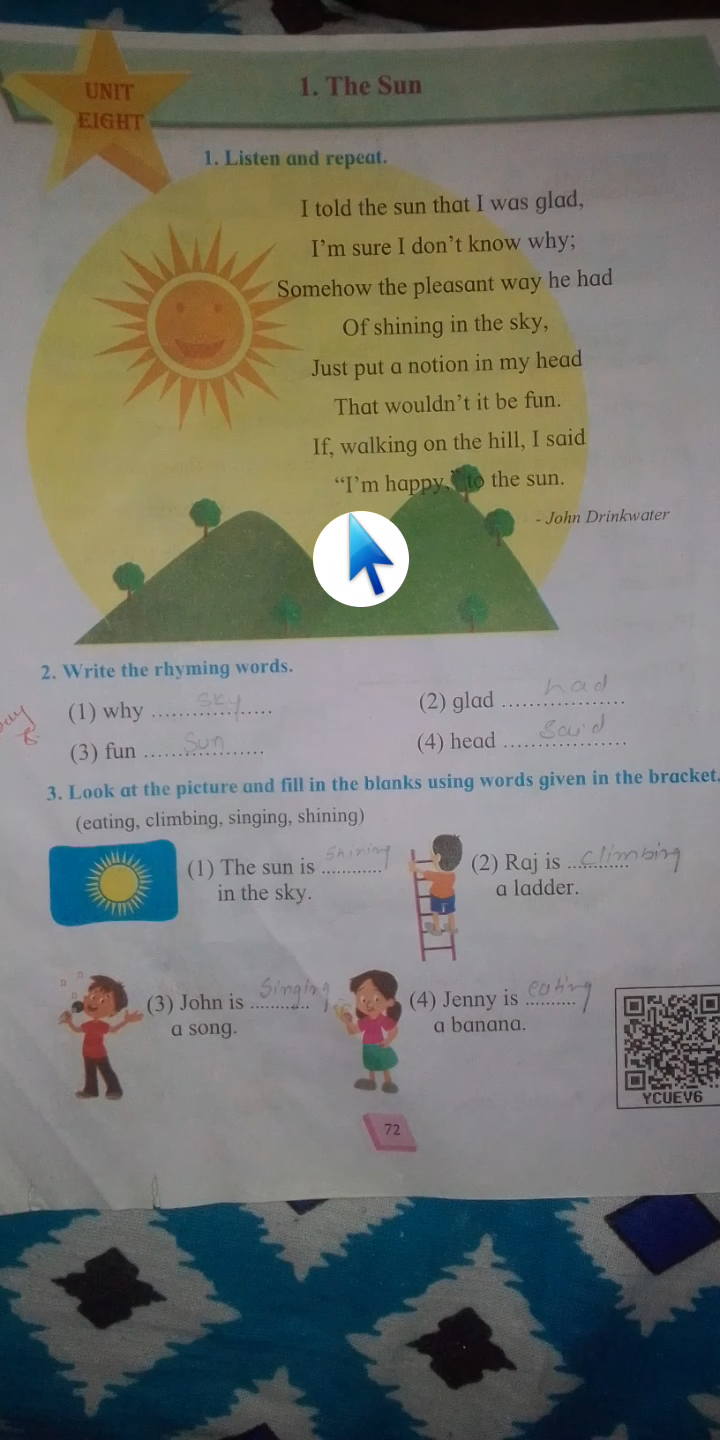 UNIT
EIGHT
1. The Sun
1. Listen and repeat.
I told the sun that I was glad,
I'm sure I don't know why;
Somehow the pleasant way he had
Of shining in the sky,
Just put a notion in my head
That wouldn't it be fun.
If, walking on the hill, I said
“I'm happy,” to the sun.
- John Drinkwater
2. Write the rhyming words.
(1) why ..... sky .....
(2) glad ..... had .....
(3) fun ..... Sun .....
(4) head ..... Said .....
3. Look at the picture and fill in the blanks using words given in the bracket.
(eating, climbing, singing, shining)
(1) The sun is ... shining ...
in the sky.
(2) Raj is ... climbing ...
a ladder.
(3) John is ... Singing ...
a song.
(4) Jenny is ... eating ...
a banana.
YCUEV6
72